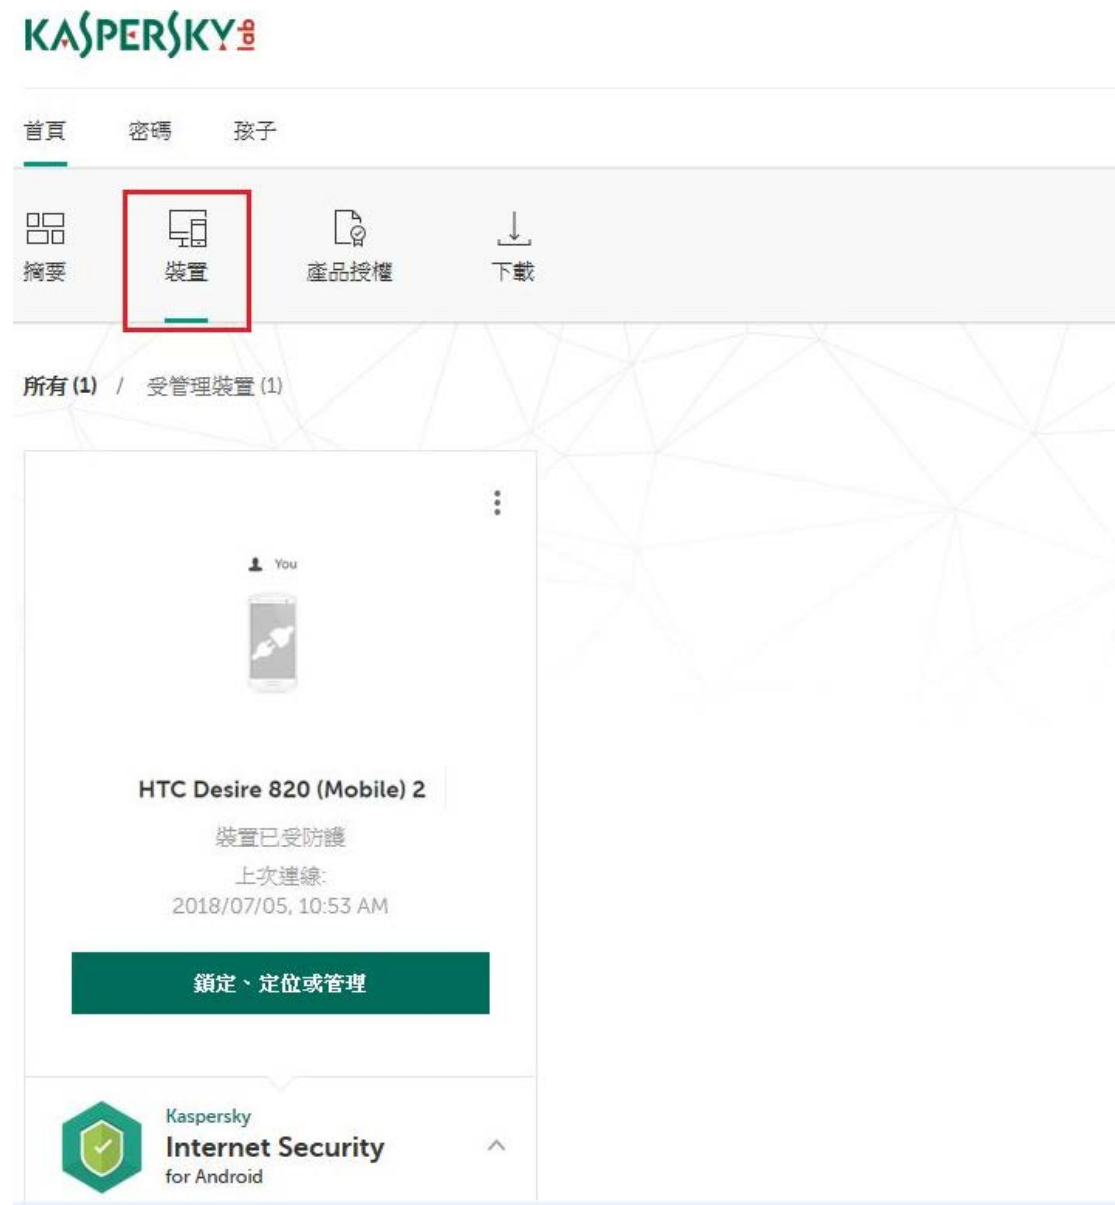 KASPERSKY lab
首頁 密碼 孩子
摘要 裝置 產品授權 下載
所有 (1) / 受管理裝置 (1)
You
HTC Desire 820 (Mobile) 2
裝置已受防護
上次連線:
2018/07/05, 10:53 AM
鎖定、定位或管理
Kaspersky
Internet Security
for Android